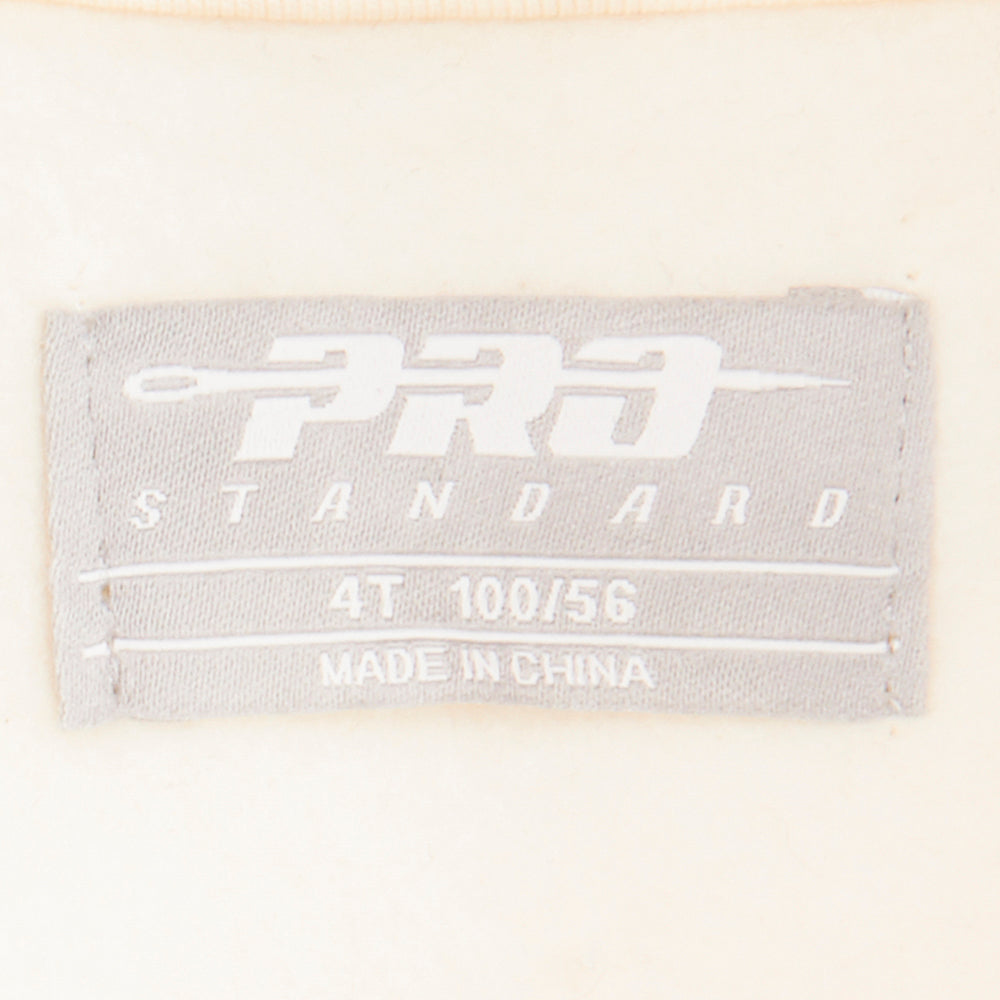 PRO
STANDARD
4T 100/56
MADE IN CHINA